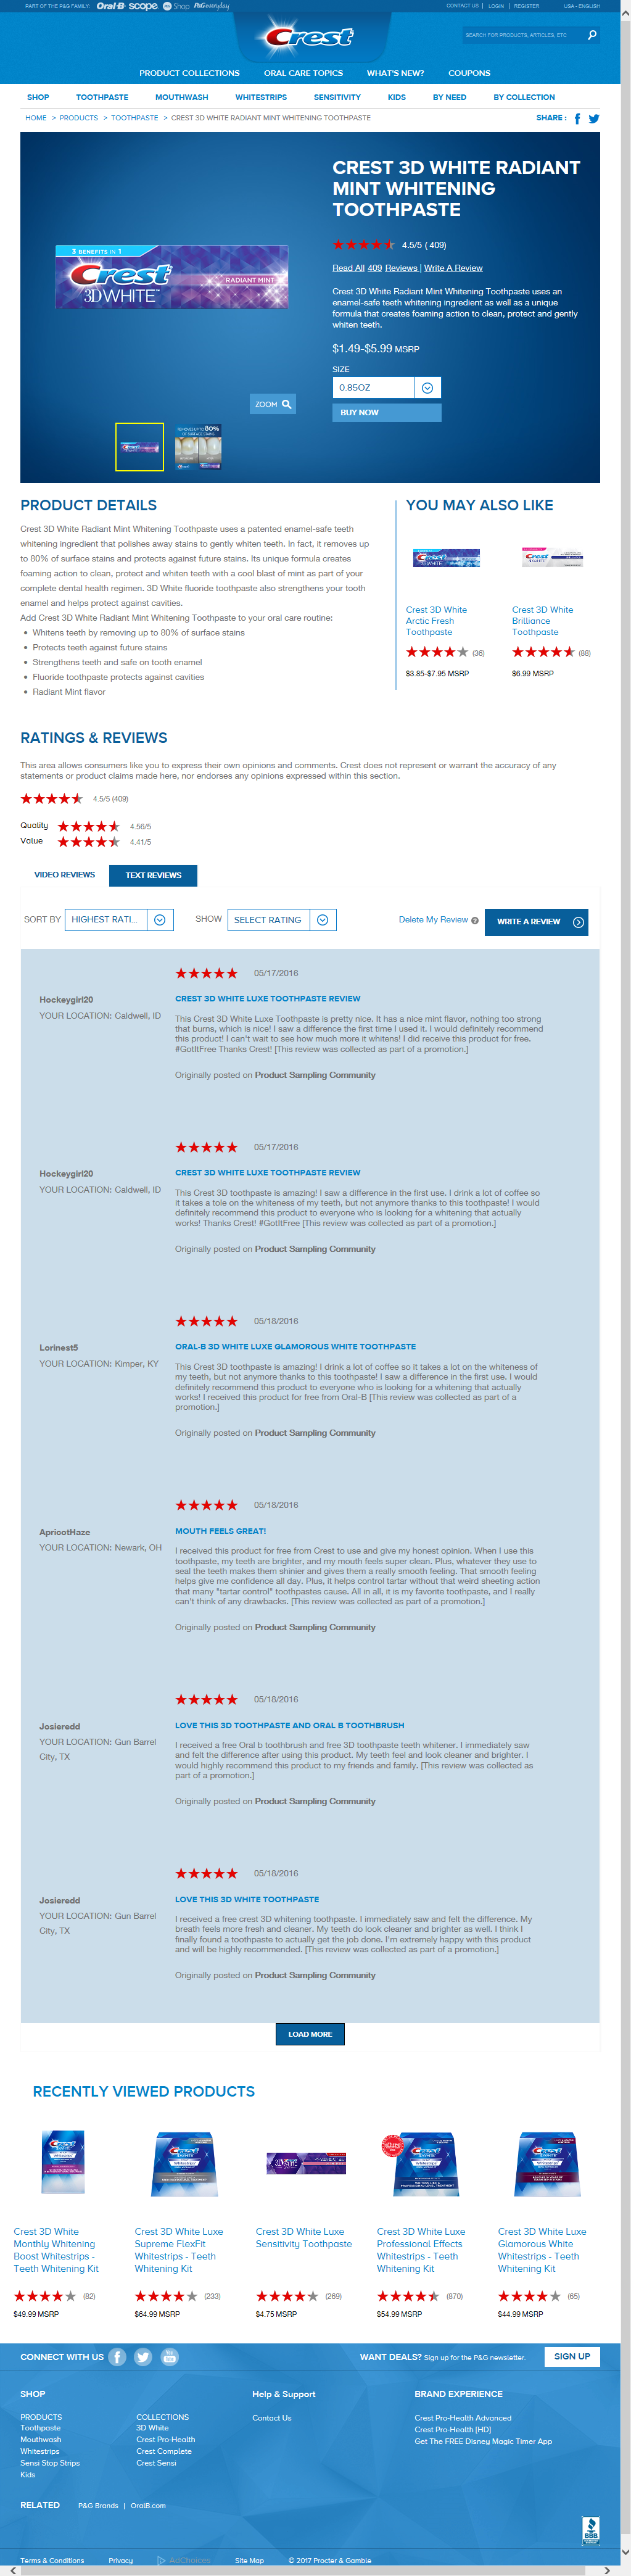 PART OF THE P&G FAMILY: Oral-B scope Shop P&Geveryday CONTACT US | LOGIN | REGISTER USA - ENGLISH
Crest
SEARCH FOR PRODUCTS, ARTICLES, ETC
PRODUCT COLLECTIONS ORAL CARE TOPICS WHAT'S NEW? COUPONS
SHOP TOOTHPASTE MOUTHWASH WHITESTRIPS SENSITIVITY KIDS BY NEED BY COLLECTION
HOME > PRODUCTS > TOOTHPASTE > CREST 3D WHITE RADIANT MINT WHITENING TOOTHPASTE SHARE :
3 BENEFITS IN 1
Crest
3D WHITE
RADIANT MINT
ZOOM
CREST 3D WHITE RADIANT
MINT WHITENING
TOOTHPASTE
4.5/5 ( 409)
Read All 409 Reviews | Write A Review
Crest 3D White Radiant Mint Whitening Toothpaste uses an
enamel-safe teeth whitening ingredient as well as a unique
formula that creates foaming action to clean, protect and gently
whiten teeth.
$1.49-$5.99 MSRP
SIZE
0.85OZ
BUY NOW
PRODUCT DETAILS
Crest 3D White Radiant Mint Whitening Toothpaste uses a patented enamel-safe teeth
whitening ingredient that polishes away stains to gently whiten teeth. In fact, it removes up
to 80% of surface stains and protects against future stains. Its unique formula creates
foaming action to clean, protect and whiten teeth with a cool blast of mint as part of your
complete dental health regimen. 3D White fluoride toothpaste also strengthens your tooth
enamel and helps protect against cavities.
Add Crest 3D White Radiant Mint Whitening Toothpaste to your oral care routine:
• Whitens teeth by removing up to 80% of surface stains
• Protects teeth against future stains
• Strengthens teeth and safe on tooth enamel
• Fluoride toothpaste protects against cavities
• Radiant Mint flavor
YOU MAY ALSO LIKE
Crest 3D White
Arctic Fresh
Toothpaste
(36)
$3.85-$7.95 MSRP
Crest 3D White
Brilliance
Toothpaste
(88)
$6.99 MSRP
RATINGS & REVIEWS
This area allows consumers like you to express their own opinions and comments. Crest does not represent or warrant the accuracy of any
statements or product claims made here, nor endorses any opinions expressed within this section.
4.5/5 (409)
Quality 4.56/5
Value 4.41/5
VIDEO REVIEWS TEXT REVIEWS
SORT BY HIGHEST RATI... SHOW SELECT RATING Delete My Review WRITE A REVIEW
05/17/2016
Hockeygirl20
YOUR LOCATION: Caldwell, ID
CREST 3D WHITE LUXE TOOTHPASTE REVIEW
This Crest 3D White Luxe Toothpaste is pretty nice. It has a nice mint flavor, nothing too strong
that burns, which is nice! I saw a difference the first time I used it. I would definitely recommend
this product! I can't wait to see how much more it whitens! I did receive this product for free.
#GotItFree Thanks Crest! [This review was collected as part of a promotion.]
Originally posted on Product Sampling Community
05/17/2016
Hockeygirl20
YOUR LOCATION: Caldwell, ID
CREST 3D WHITE LUXE TOOTHPASTE REVIEW
This Crest 3D toothpaste is amazing! I saw a difference in the first use. I drink a lot of coffee so
it takes a tole on the whiteness of my teeth, but not anymore thanks to this toothpaste! I would
definitely recommend this product to everyone who is looking for a whitening that actually
works! Thanks Crest! #GotItFree [This review was collected as part of a promotion.]
Originally posted on Product Sampling Community
05/18/2016
Lorinest5
YOUR LOCATION: Kimper, KY
ORAL-B 3D WHITE LUXE GLAMOROUS WHITE TOOTHPASTE
This Crest 3D toothpaste is amazing! I drink a lot of coffee so it takes a lot on the whiteness of
my teeth, but not anymore thanks to this toothpaste! I saw a difference in the first use. I would
definitely recommend this product to everyone who is looking for a whitening that actually
works! I received this product for free from Oral-B [This review was collected as part of a
promotion.]
Originally posted on Product Sampling Community
05/18/2016
ApricotHaze
YOUR LOCATION: Newark, OH
MOUTH FEELS GREAT!
I received this product for free from Crest to use and give my honest opinion. When I use this
toothpaste, my teeth are brighter, and my mouth feels super clean. Plus, whatever they use to
seal the teeth makes them shinier and gives them a really smooth feeling. That smooth feeling
helps give me confidence all day. Plus, it helps control tartar without that weird sheeting action
that many "tartar control" toothpastes cause. All in all, it is my favorite toothpaste, and I really
can't think of any drawbacks. [This review was collected as part of a promotion.]
Originally posted on Product Sampling Community
05/18/2016
Josieredd
YOUR LOCATION: Gun Barrel
City, TX
LOVE THIS 3D TOOTHPASTE AND ORAL B TOOTHBRUSH
I received a free Oral b toothbrush and free 3D toothpaste teeth whitener. I immediately saw
and felt the difference after using this product. My teeth feel and look cleaner and brighter. I
would highly recommend this product to my friends and family. [This review was collected as
part of a promotion.]
Originally posted on Product Sampling Community
05/18/2016
Josieredd
YOUR LOCATION: Gun Barrel
City, TX
LOVE THIS 3D WHITE TOOTHPASTE
I received a free crest 3D whitening toothpaste. I immediately saw and felt the difference. My
breath feels more fresh and cleaner. My teeth do look cleaner and brighter as well. I think I
finally found a toothpaste to actually get the job done. I'm extremely happy with this product
and will be highly recommended. [This review was collected as part of a promotion.]
Originally posted on Product Sampling Community
LOAD MORE
RECENTLY VIEWED PRODUCTS
Crest 3D White
Monthly Whitening
Boost Whitestrips -
Teeth Whitening Kit
(82)
$49.99 MSRP
Crest 3D White Luxe
Supreme FlexFit
Whitestrips - Teeth
Whitening Kit
(233)
$64.99 MSRP
Crest 3D White Luxe
Sensitivity Toothpaste
(269)
$4.75 MSRP
Crest 3D White Luxe
Professional Effects
Whitestrips - Teeth
Whitening Kit
(870)
$54.99 MSRP
Crest 3D White Luxe
Glamorous White
Whitestrips - Teeth
Whitening Kit
(65)
$44.99 MSRP
CONNECT WITH US WANT DEALS? Sign up for the P&G newsletter. SIGN UP
SHOP
PRODUCTS
Toothpaste
Mouthwash
Whitestrips
Sensi Stop Strips
Kids
COLLECTIONS
3D White
Crest Pro-Health
Crest Complete
Crest Sensi
Help & Support
Contact Us
BRAND EXPERIENCE
Crest Pro-Health Advanced
Crest Pro-Health [HD]
Get The FREE Disney Magic Timer App
RELATED P&G Brands | OralB.com
BBB
Terms & Conditions Privacy AdChoices Site Map © 2017 Procter & Gamble